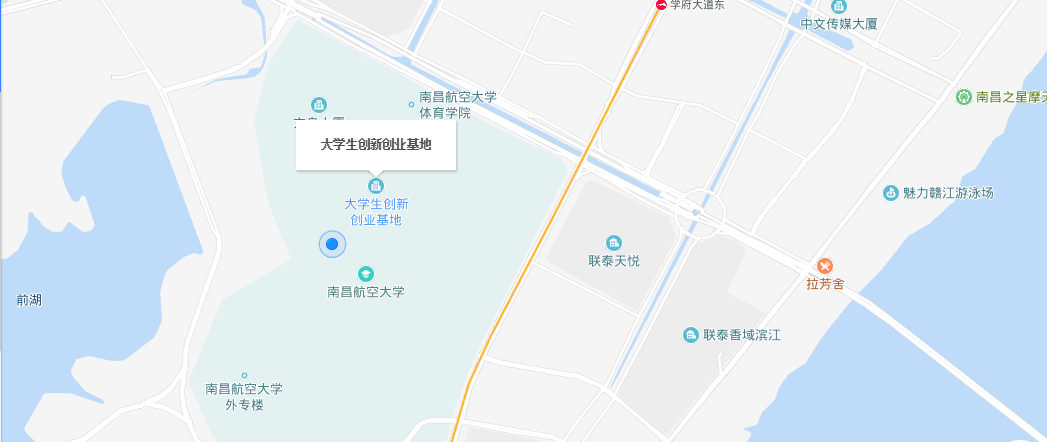 学府大道东
中文传媒大厦
南昌航空大学
体育学院
南昌之星摩天
大学生创新创业基地
大学生创新
创业基地
魅力赣江游泳场
联泰天悦
拉芳舍
南昌航空大学
前湖
联泰香域滨江
南昌航空大学
外专楼